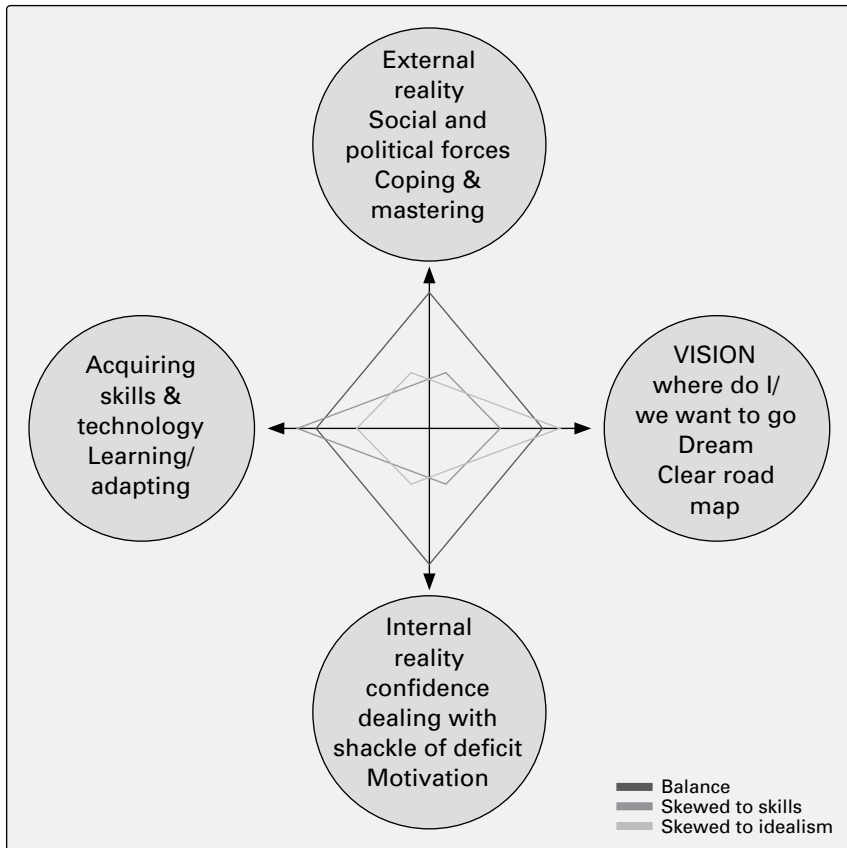 External
reality
Social and
political forces
Coping &
mastering
Acquiring
skills &
technology
Learning/
adapting
VISION
where do I/
we want to go
Dream
Clear road
map
Internal
reality
confidence
dealing with
shackle of deficit
Motivation
Balance
Skewed to skills
Skewed to idealism